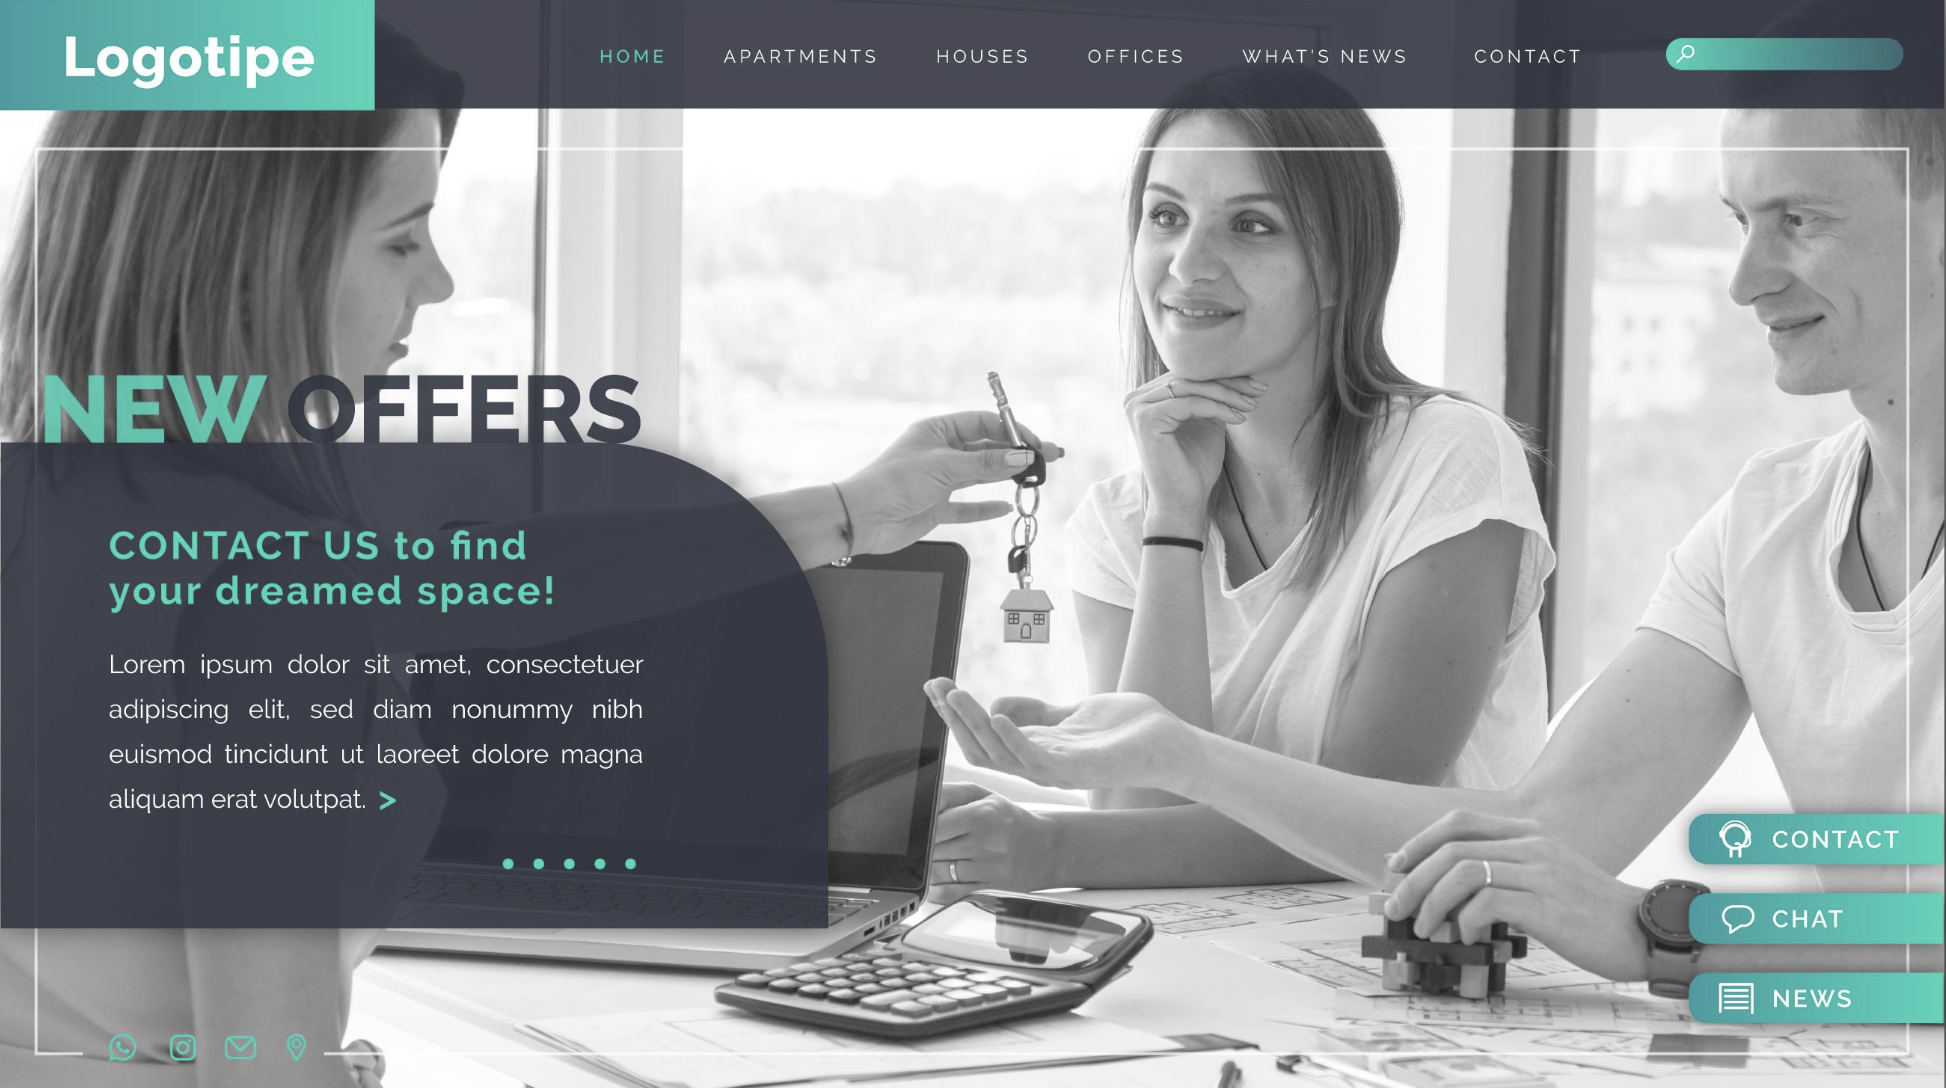 Logotipe
HOME APARTMENTS HOUSES OFFICES WHAT'S NEWS CONTACT
NEW OFFERS
CONTACT US to find
your dreamed space!
Lorem ipsum dolor sit amet, consectetuer
adipiscing elit, sed diam nonummy nibh
euismod tincidunt ut laoreet dolore magna
aliquam erat volutpat. >
CONTACT
CHAT
NEWS